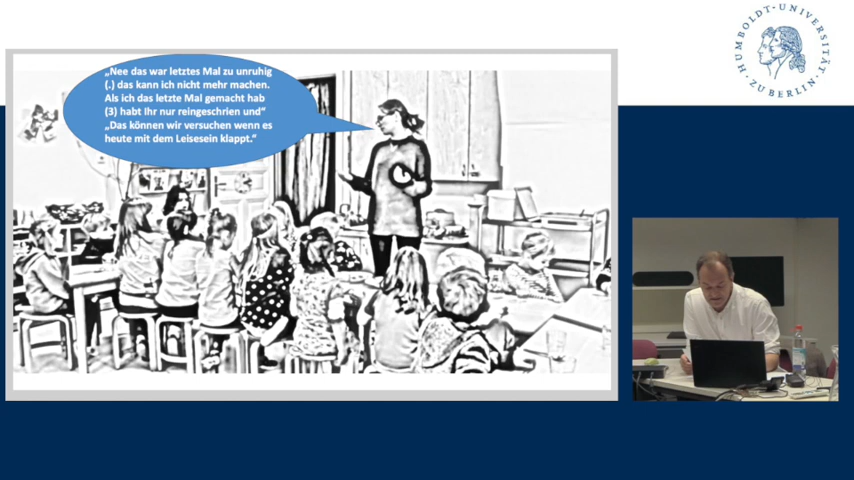 „Nee das war letztes Mal zu unruhig
(.) das kann ich nicht mehr machen.
Als ich das letzte Mal gemacht hab
(3) habt Ihr nur reingeschrien und“
„Das können wir versuchen wenn es
heute mit dem Leisesein klappt.“
HUMBOLDT-UNIVERSITÄT
ZU BERLIN